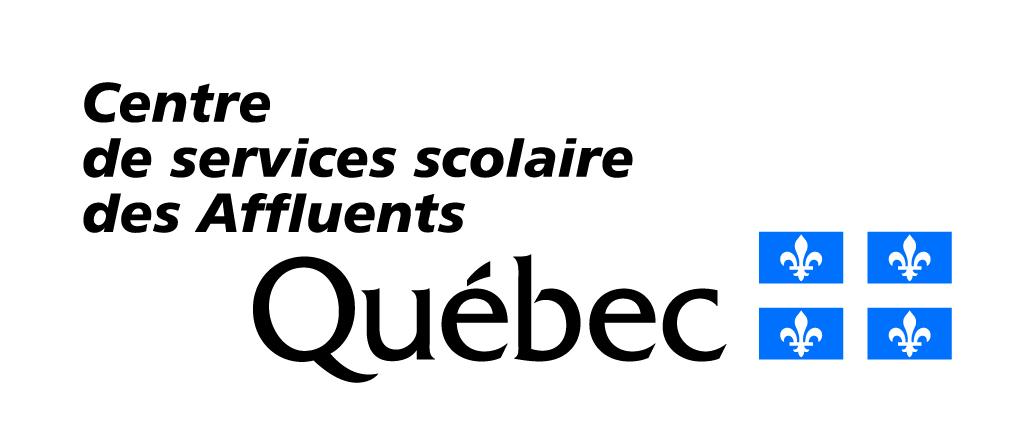 Centre
de services scolaire
des Affluents
Québec